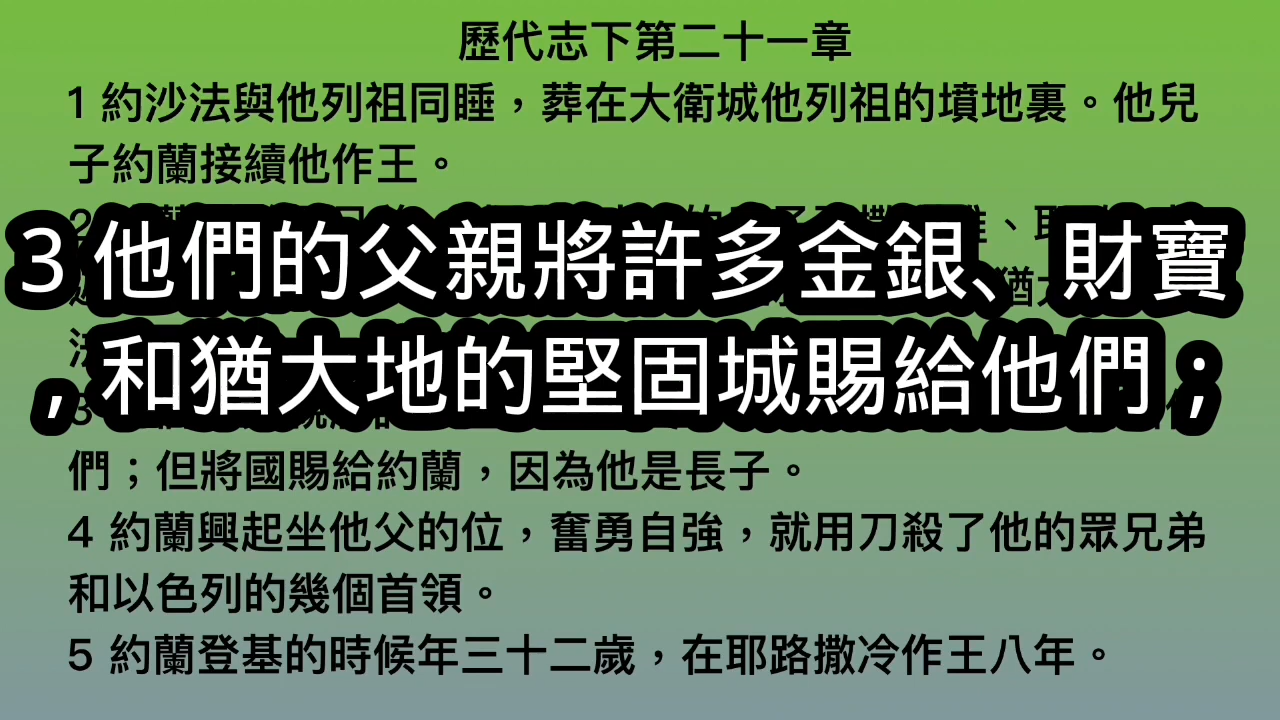 歷代志下第二十一章
1 約沙法與他列祖同睡，葬在大衛城他列祖的墳地裏。他兒
子約蘭接續他作王。
3 他們的父親將許多金銀、財寶
，和猶大地的堅固城賜給他們；
們；但將國賜給約蘭，因為他是長子。
4 約蘭興起坐他父的位，奮勇自強，就用刀殺了他的眾兄弟
和以色列的幾個首領。
5 約蘭登基的時候年三十二歲，在耶路撒冷作王八年。